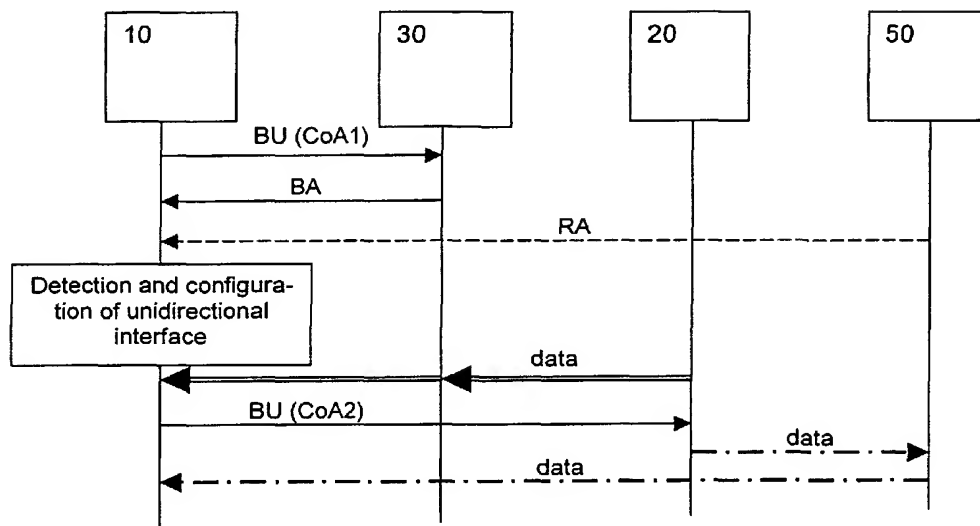 10
30
20
50
BU (CoA1)
BA
RA
Detection and configura-
tion of unidirectional
interface
data
BU (CoA2)
data
data